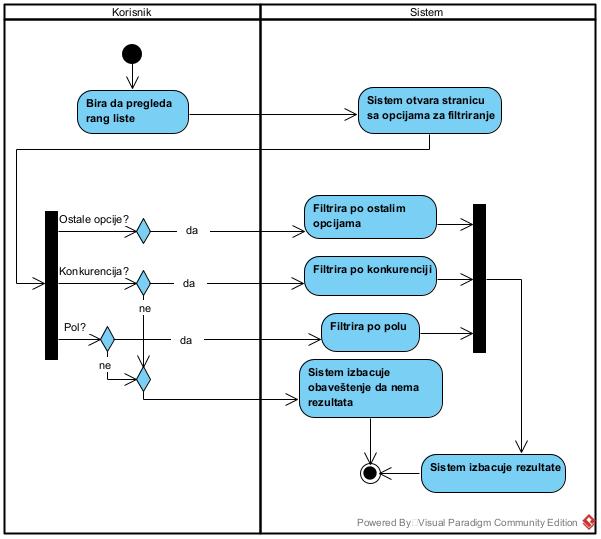 Korisnik
Sistem
Bira da pregleda
rang liste
Sistem otvara stranicu
sa opcijama za filtriranje
Ostale opcije?
da
Filtrira po ostalim
opcijama
Konkurencija?
da
Filtrira po konkurenciji
ne
Pol?
da
Filtrira po polu
ne
Sistem izbacuje
obaveštenje da nema
rezultata
Sistem izbacuje rezultate
Powered By Visual Paradigm Community Edition